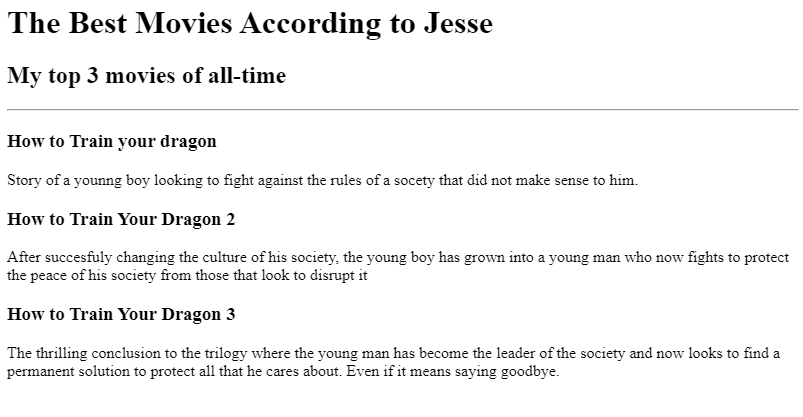 The Best Movies According to Jesse
My top 3 movies of all-time
How to Train your dragon
Story of a younng boy looking to fight against the rules of a socety that did not make sense to him.
How to Train Your Dragon 2
After succesfuly changing the culture of his society, the young boy has grown into a young man who now fights to protect
the peace of his society from those that look to disrupt it
How to Train Your Dragon 3
The thrilling conclusion to the trilogy where the young man has become the leader of the society and now looks to find a
permanent solution to protect all that he cares about. Even if it means saying goodbye.